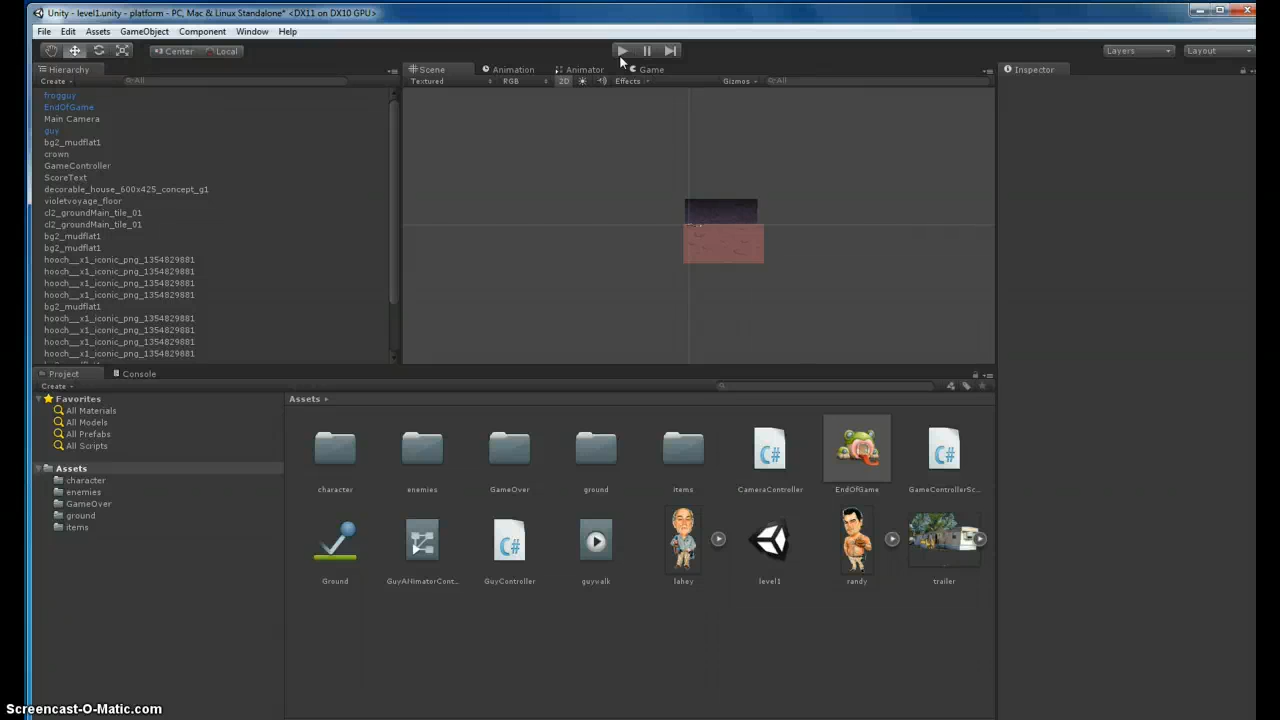 Unity - level1.unity - platform - PC, Mac & Linux Standalone* <DX11 on DX10 GPU>
File Edit Assets GameObject Component Window Help
Center Local Layers Layout
Hierarchy Scene Animation Animator Game Inspector
Create All Textured RGB 2D Effects Gizmos All
frogguy
EndOfGame
Main Camera
guy
bg2_mudflat1
crown
GameController
ScoreText
decorable_house_600x425_concept_g1
violetvoyage_floor
cl2_groundMain_tile_01
cl2_groundMain_tile_01
bg2_mudflat1
bg2_mudflat1
hooch__x1_iconic_png_1354829881
hooch__x1_iconic_png_1354829881
hooch__x1_iconic_png_1354829881
hooch__x1_iconic_png_1354829881
bg2_mudflat1
hooch__x1_iconic_png_1354829881
hooch__x1_iconic_png_1354829881
hooch__x1_iconic_png_1354829881
hooch__x1_iconic_png_1354829881
Project Console
Create
Favorites
All Materials
All Models
All Prefabs
All Scripts
Assets
character
enemies
GameOver
ground
items
Assets
character enemies GameOver ground items CameraController EndOfGame GameControllerSc...
Ground GuyANimatorCont... GuyController guywalk lahey level1 randy trailer
Screencast-O-Matic.com